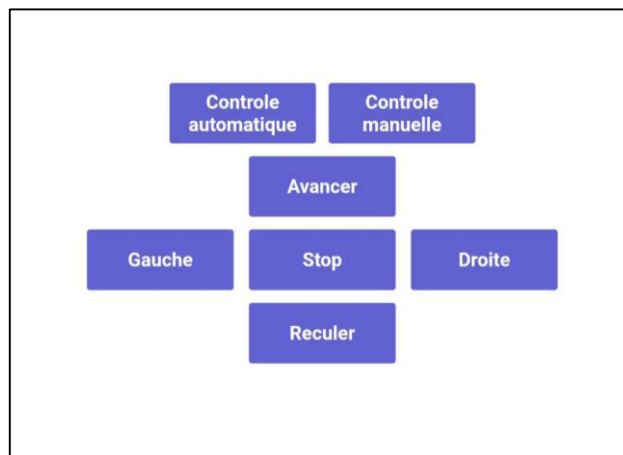 Controle
automatique
Controle
manuelle
Avancer
Gauche
Stop
Droite
Reculer